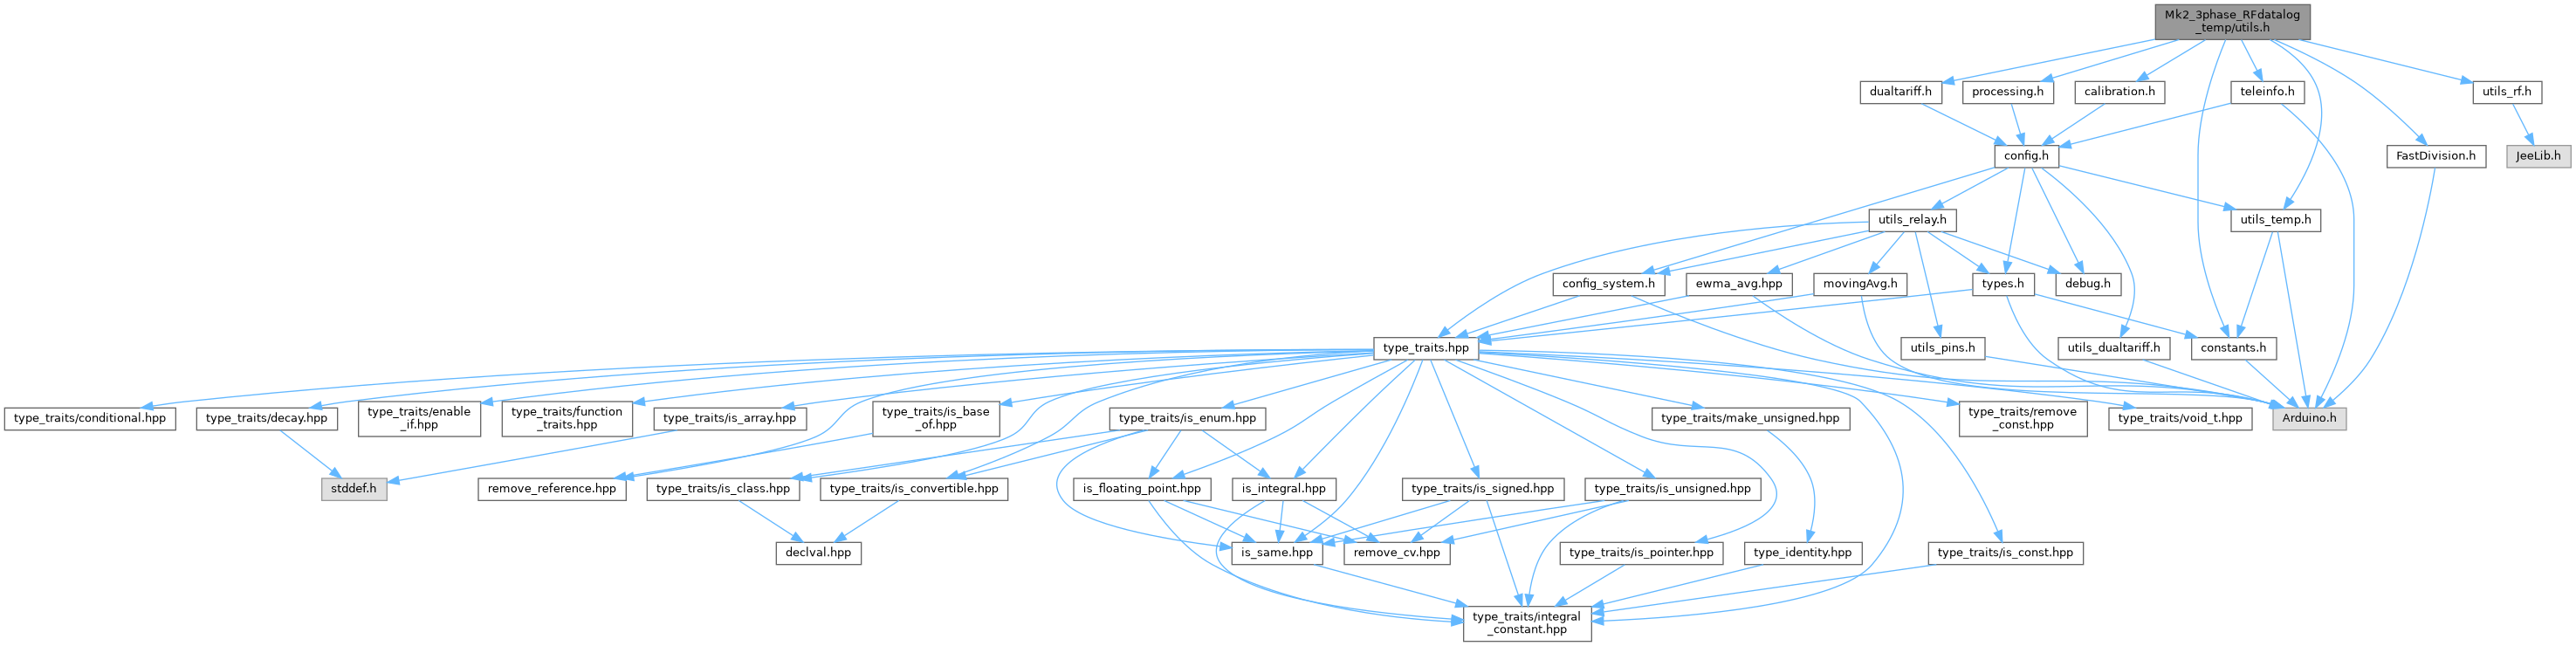 Mk2_3phase_RFdatalog
_temp/utils.h
dualtariff.h
processing.h
calibration.h
teleinfo.h
utils_rf.h
config.h
FastDivision.h
JeeLib.h
utils_relay.h
utils_temp.h
config_system.h
ewma_avg.hpp
movingAvg.h
types.h
debug.h
type_traits.hpp
utils_pins.h
utils_dualtariff.h
constants.h
type_traits/conditional.hpp
type_traits/decay.hpp
type_traits/enable
_if.hpp
type_traits/function
_traits.hpp
type_traits/is_array.hpp
type_traits/is_base
_of.hpp
type_traits/is_enum.hpp
type_traits/make_unsigned.hpp
type_traits/remove
_const.hpp
type_traits/void_t.hpp
Arduino.h
stddef.h
remove_reference.hpp
type_traits/is_class.hpp
type_traits/is_convertible.hpp
is_floating_point.hpp
is_integral.hpp
type_traits/is_signed.hpp
type_traits/is_unsigned.hpp
declval.hpp
is_same.hpp
remove_cv.hpp
type_traits/is_pointer.hpp
type_identity.hpp
type_traits/is_const.hpp
type_traits/integral
_constant.hpp